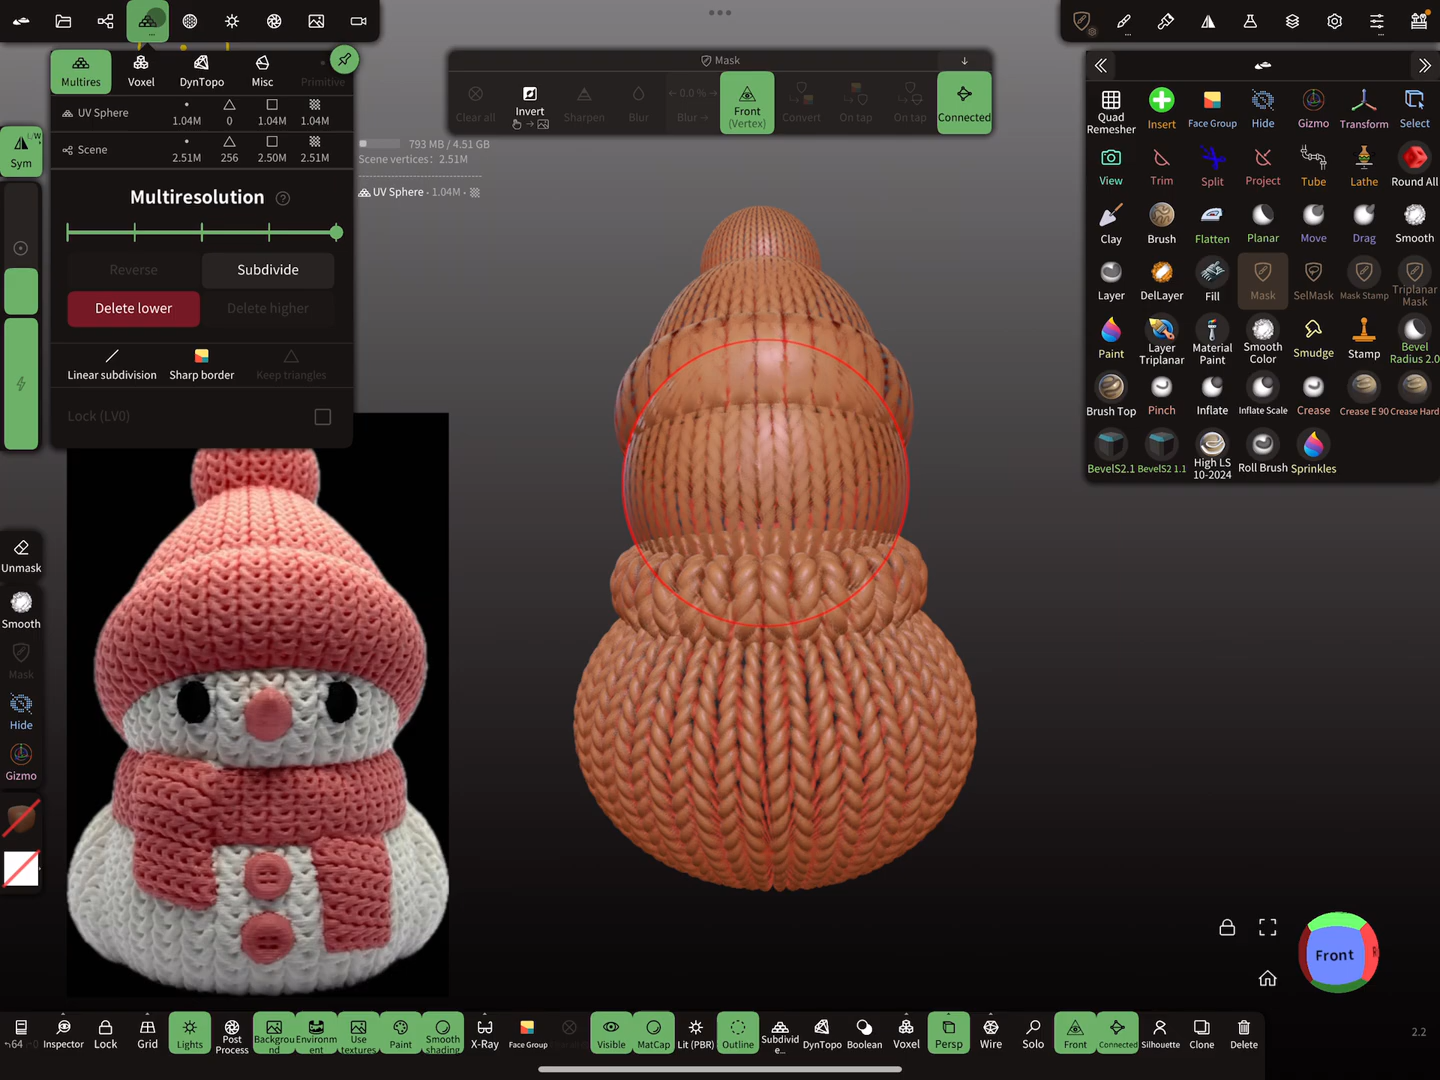 Mask
Multires
Voxel
DynTopo
Misc
Primitive
UV Sphere
1.04M
0
1.04M
1.04M
Scene
2.51M
256
2.50M
2.51M
Sym
Multiresolution
?
Reverse
Subdivide
Delete lower
Delete higher
Linear subdivision
Sharp border
Keep triangles
Lock (LV0)
Clear all
Invert
Sharpen
Blur
0.0 %
Blur
Front
(Vertex)
Convert
On tap
On tap
Connected
793 MB / 4.51 GB
Scene vertices: 2.51M
UV Sphere - 1.04M
Quad Remesher
Insert
Face Group
Hide
Gizmo
Transform
Select
View
Trim
Split
Project
Tube
Lathe
Round All
Clay
Brush
Flatten
Planar
Move
Drag
Smooth
Layer
DelLayer
Fill
Mask
SelMask
Mask Stamp
Triplanar Mask
Paint
Layer Triplanar
Material Paint
Smooth Color
Smudge
Stamp
Bevel Radius 2.0
Brush Top
Pinch
Inflate
Inflate Scale
Crease
Crease E 90
Crease Hard
BevelS2.1
BevelS2 1.1
High LS 10-2024
Roll Brush
Sprinkles
Unmask
Smooth
Mask
Hide
Gizmo
Front
R
2.2
Inspector
Lock
Grid
Lights
Post Process
Background
Environment
Use textures
Paint
Smooth shading
X-Ray
Face Group
Visible
MatCap
Lit (PBR)
Outline
Subdivide...
DynTopo
Boolean
Voxel
Persp
Wire
Solo
Front
Connected
Silhouette
Clone
Delete